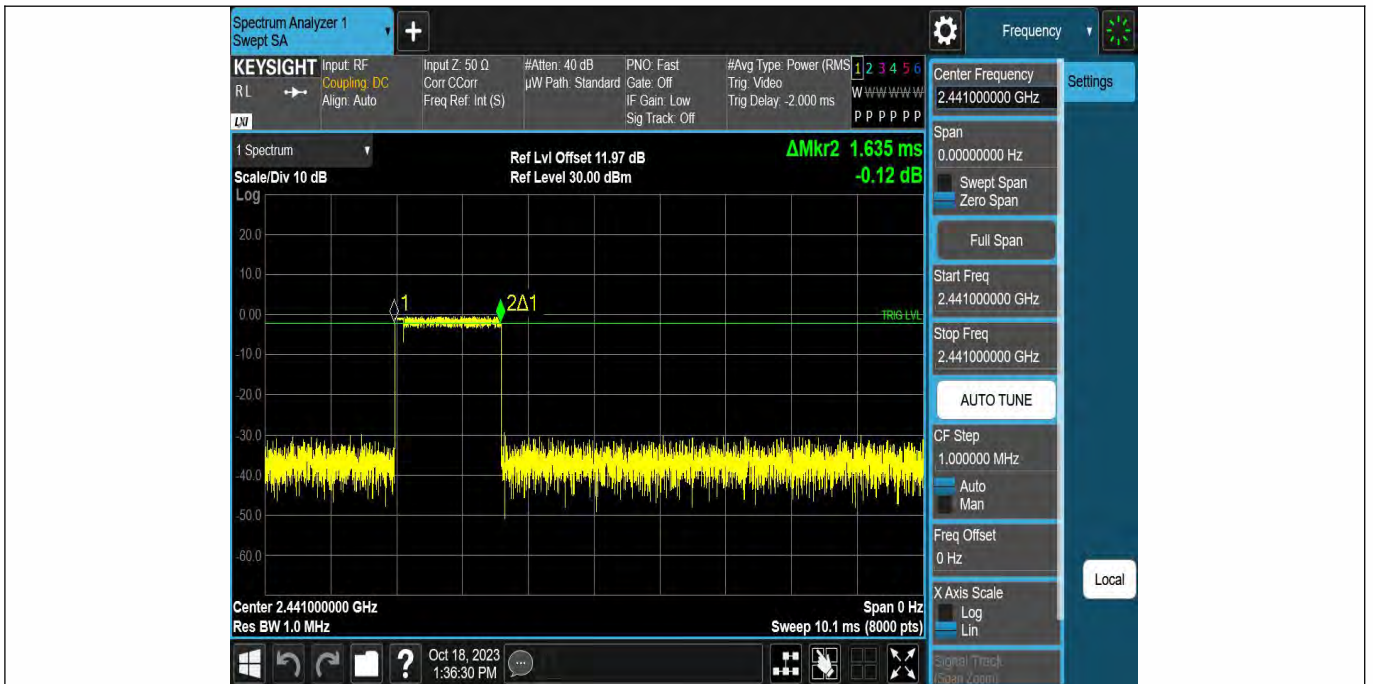 Spectrum Analyzer 1
Swept SA
+
Frequency
KEYSIGHT
RL
LXI
Input: RF
Coupling: DC
Align: Auto
Input Z: 50 Ω
Corr CCorr
Freq Ref: Int (S)
#Atten: 40 dB
µW Path: Standard
PNO: Fast
Gate: Off
IF Gain: Low
Sig Track: Off
#Avg Type: Power (RMS
Trig: Video
Trig Delay: -2.000 ms
1 2 3 4 5 6
W W W W W W
P P P P P P
1 Spectrum
Scale/Div 10 dB
Log
Ref Lvl Offset 11.97 dB
Ref Level 30.00 dBm
ΔMkr2 1.635 ms
-0.12 dB
20.0
10.0
0.00
-10.0
-20.0
-30.0
-40.0
-50.0
-60.0
1
2Δ1
TRIG LVL
Center 2.441000000 GHz
Res BW 1.0 MHz
Span 0 Hz
Sweep 10.1 ms (8000 pts)
Center Frequency
2.441000000 GHz
Settings
Span
0.00000000 Hz
Swept Span
Zero Span
Full Span
Start Freq
2.441000000 GHz
Stop Freq
2.441000000 GHz
AUTO TUNE
CF Step
1.000000 MHz
Auto
Man
Freq Offset
0 Hz
X Axis Scale
Log
Lin
Signal Track
(Span Zoom)
Local
?
Oct 18, 2023
1:36:30 PM